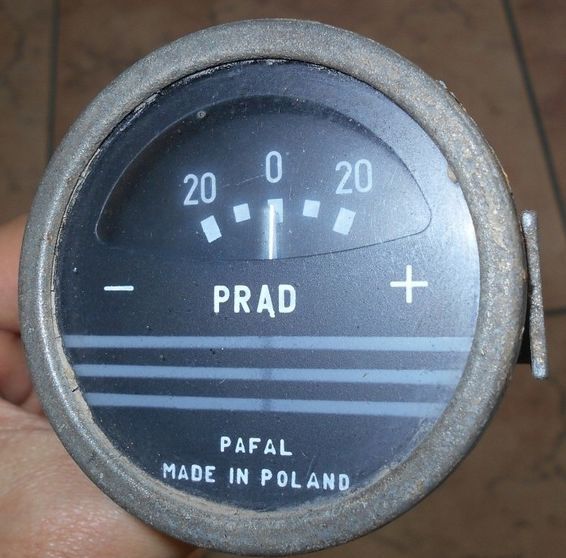 20 0 20
- PRĄD +
PAFAL
MADE IN POLAND